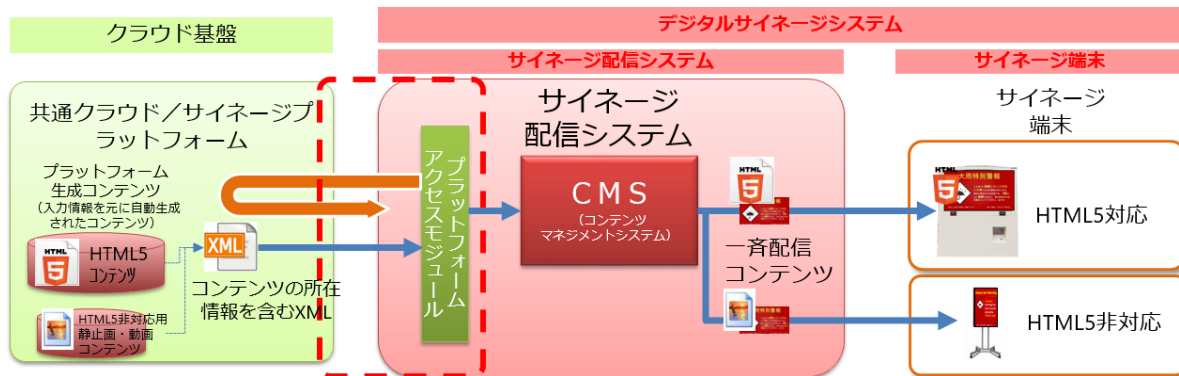 クラウド基盤
デジタルサイネージシステム
サイネージ配信システム
サイネージ端末
共通クラウド／サイネージプ
ラットフォーム
プラットフォーム
生成コンテンツ
（入力情報を元に自動生成
されたコンテンツ）
HTML
5
HTML5
コンテンツ
HTML5非対応用
静止画・動画
コンテンツ
XML
コンテンツの所在
情報を含むXML
プラットフォーム
アクセスモジュール
サイネージ
配信システム
ＣＭＳ
（コンテンツ
マネジメントシステム）
HTML
5
一斉配信
コンテンツ
サイネージ
端末
HTML
5
大雨特別警報
HTML5対応
HTML5非対応